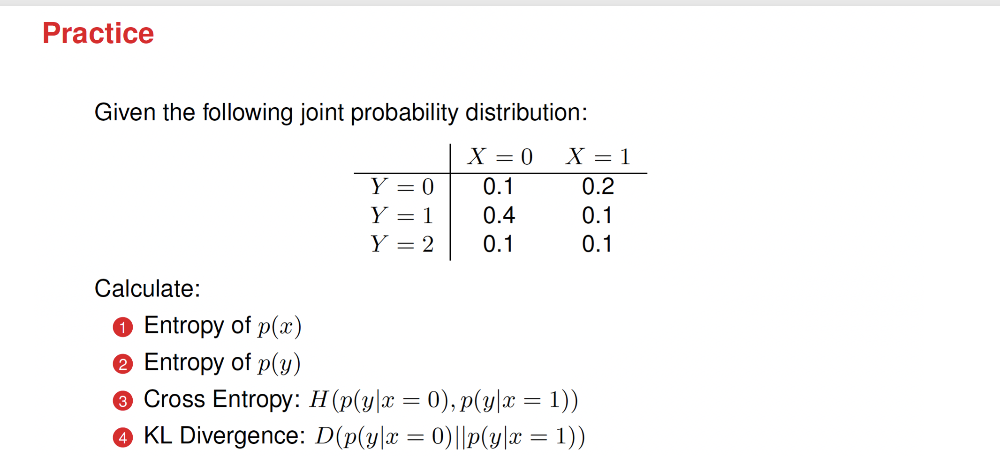 Practice
Given the following joint probability distribution:
X = 0 X = 1
Y = 0 0.1 0.2
Y = 1 0.4 0.1
Y = 2 0.1 0.1
Calculate:
1 Entropy of p(x)
2 Entropy of p(y)
3 Cross Entropy: H(p(y|x = 0), p(y|x = 1))
4 KL Divergence: D(p(y|x = 0)||p(y|x = 1))